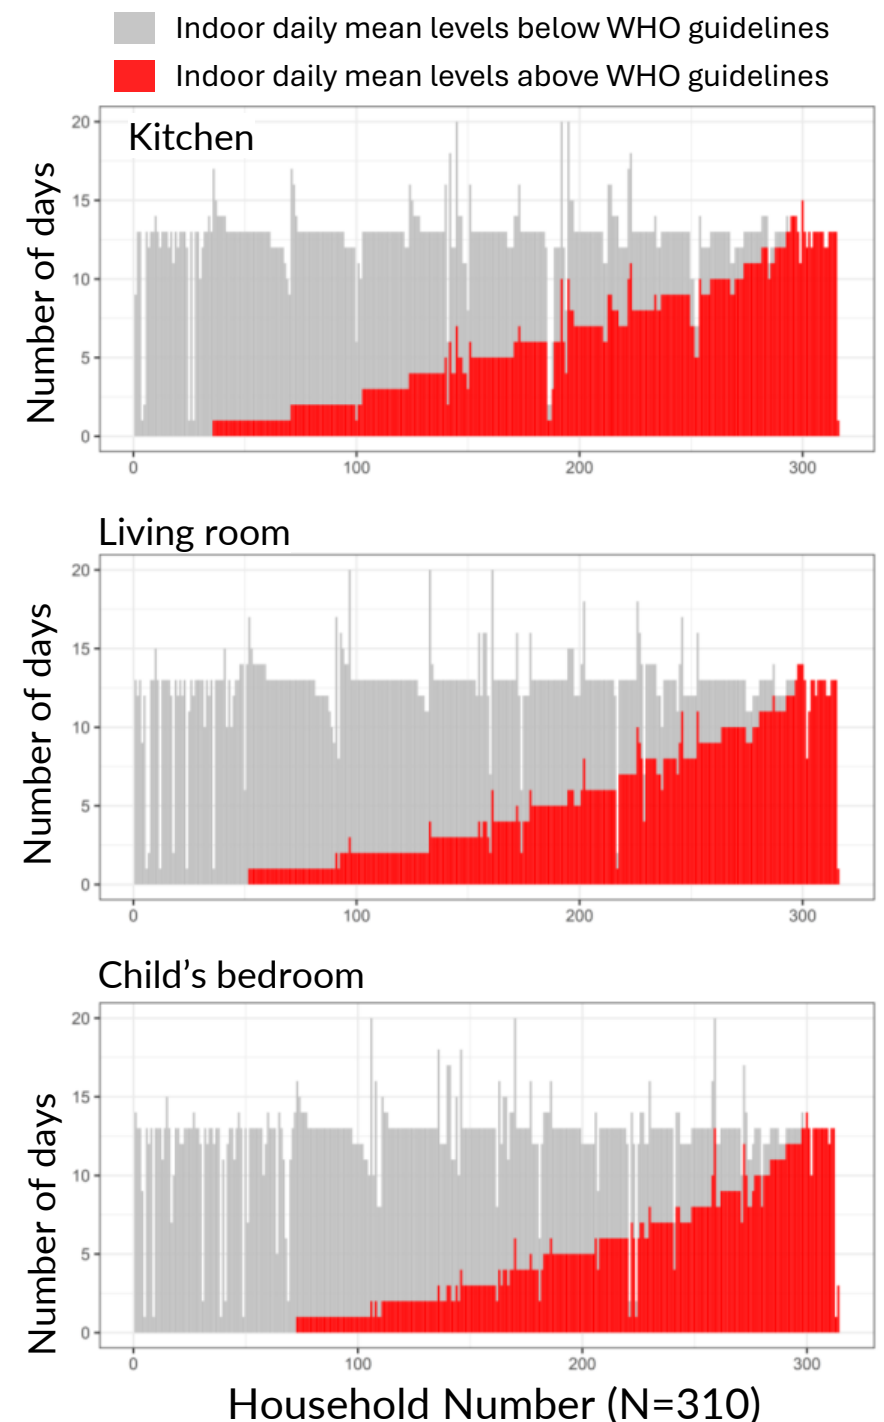 Indoor daily mean levels below WHO guidelines
Indoor daily mean levels above WHO guidelines
Kitchen
Number of days
20
15
10
5
0
0 100 200 300
Living room
Number of days
20
15
10
5
0
0 100 200 300
Child's bedroom
Number of days
20
15
10
5
0
0 100 200 300
Household Number (N=310)